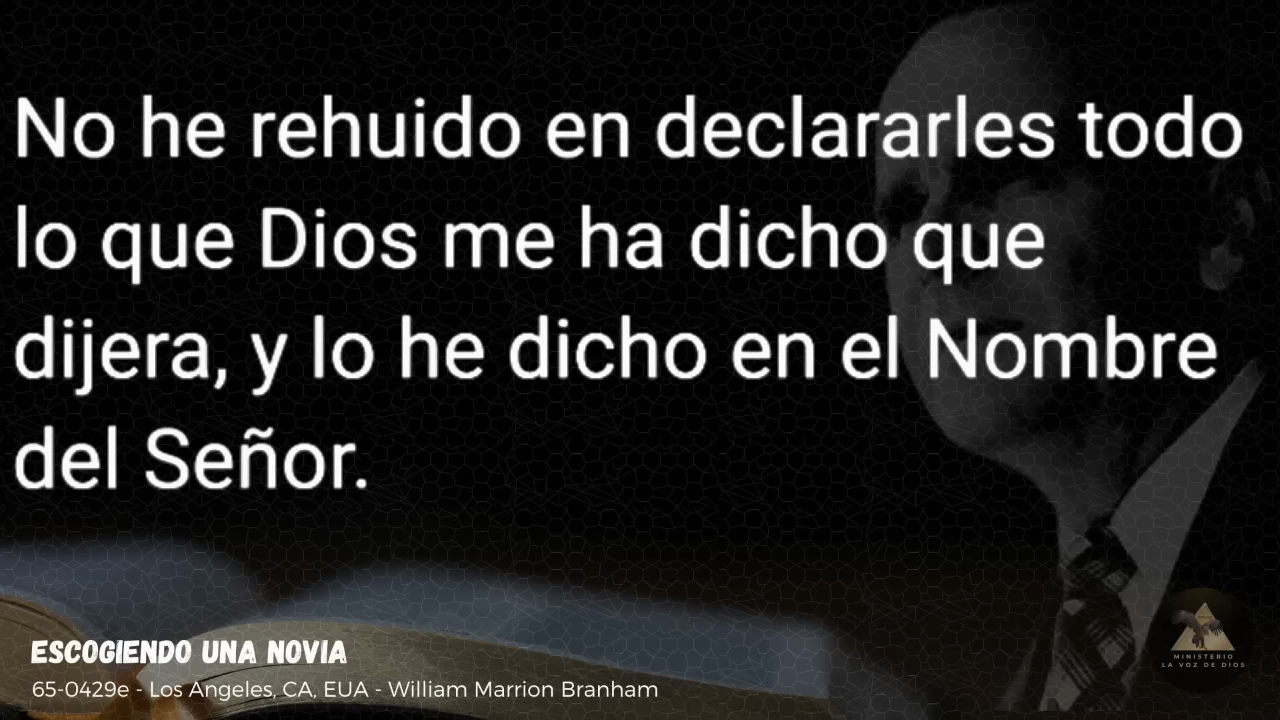 No he rehuido en declararles todo
lo que Dios me ha dicho que
dijera, y lo he dicho en el Nombre
del Señor.
ESCOGIENDO UNA NOVIA
65-0429e - Los Angeles, CA, EUA - William Marrion Branham
MINISTERIO
LA VOZ DE DIOS